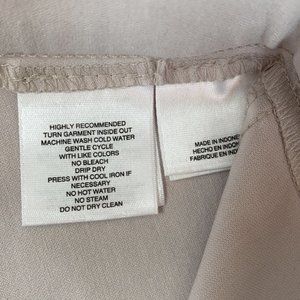 HIGHLY RECOMMENDED
TURN GARMENT INSIDE OUT
MACHINE WASH COLD WATER
GENTLE CYCLE
WITH LIKE COLORS
NO BLEACH
DRIP DRY
PRESS WITH COOL IRON IF
NECESSARY
NO HOT WATER
NO STEAM
DO NOT DRY CLEAN
MADE IN INDONE
HECHO EN INDO
FABRIQUE EN IND